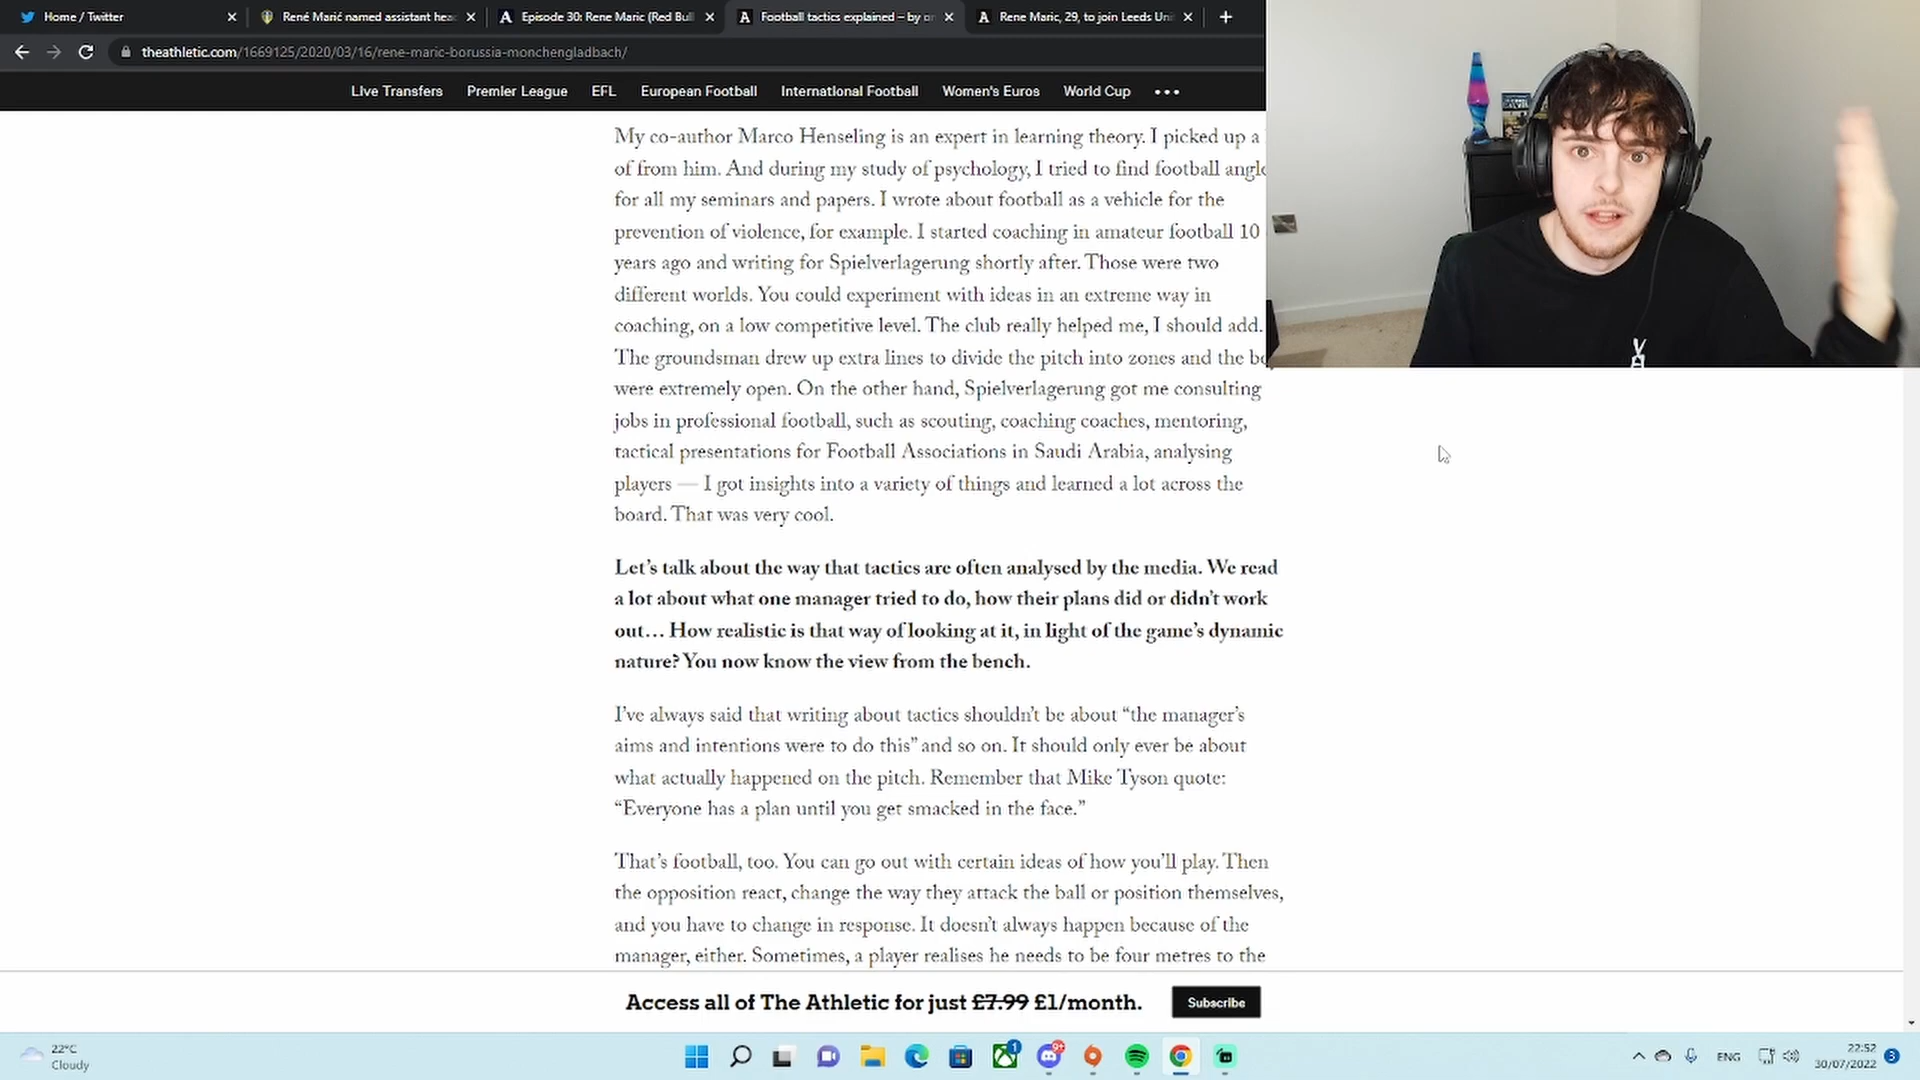 Home / Twitter
René Marić named assistant hea
Episode 30: Rene Maric (Red Bull
Football tactics explained – by
Rene Maric, 29, to join Leeds Uni
theathletic.com/1669125/2020/03/16/rene-maric-borussia-monchengladbach/
Live Transfers Premier League EFL European Football International Football Women's Euros World Cup •••
My co-author Marco Henseling is an expert in learning theory. I picked up a
of from him. And during my study of psychology, I tried to find football angle
for all my seminars and papers. I wrote about football as a vehicle for the
prevention of violence, for example. I started coaching in amateur football 10
years ago and writing for Spielverlagerung shortly after. Those were two
different worlds. You could experiment with ideas in an extreme way in
coaching, on a low competitive level. The club really helped me, I should add.
The groundsman drew up extra lines to divide the pitch into zones and the
were extremely open. On the other hand, Spielverlagerung got me consulting
jobs in professional football, such as scouting, coaching coaches, mentoring,
tactical presentations for Football Associations in Saudi Arabia, analysing
players — I got insights into a variety of things and learned a lot across the
board. That was very cool.
Let's talk about the way that tactics are often analysed by the media. We read
a lot about what one manager tried to do, how their plans did or didn't work
out… How realistic is that way of looking at it, in light of the game's dynamic
nature? You now know the view from the bench.
I've always said that writing about tactics shouldn't be about “the manager's
aims and intentions were to do this” and so on. It should only ever be about
what actually happened on the pitch. Remember that Mike Tyson quote:
“Everyone has a plan until you get smacked in the face.”
That's football, too. You can go out with certain ideas of how you'll play. Then
the opposition react, change the way they attack the ball or position themselves,
and you have to change in response. It doesn't always happen because of the
manager, either. Sometimes, a player realises he needs to be four metres to the
Access all of The Athletic for just £7.99 £1/month. Subscribe
22°C
Cloudy
1
9+
ENG
22:52
30/07/2022
3